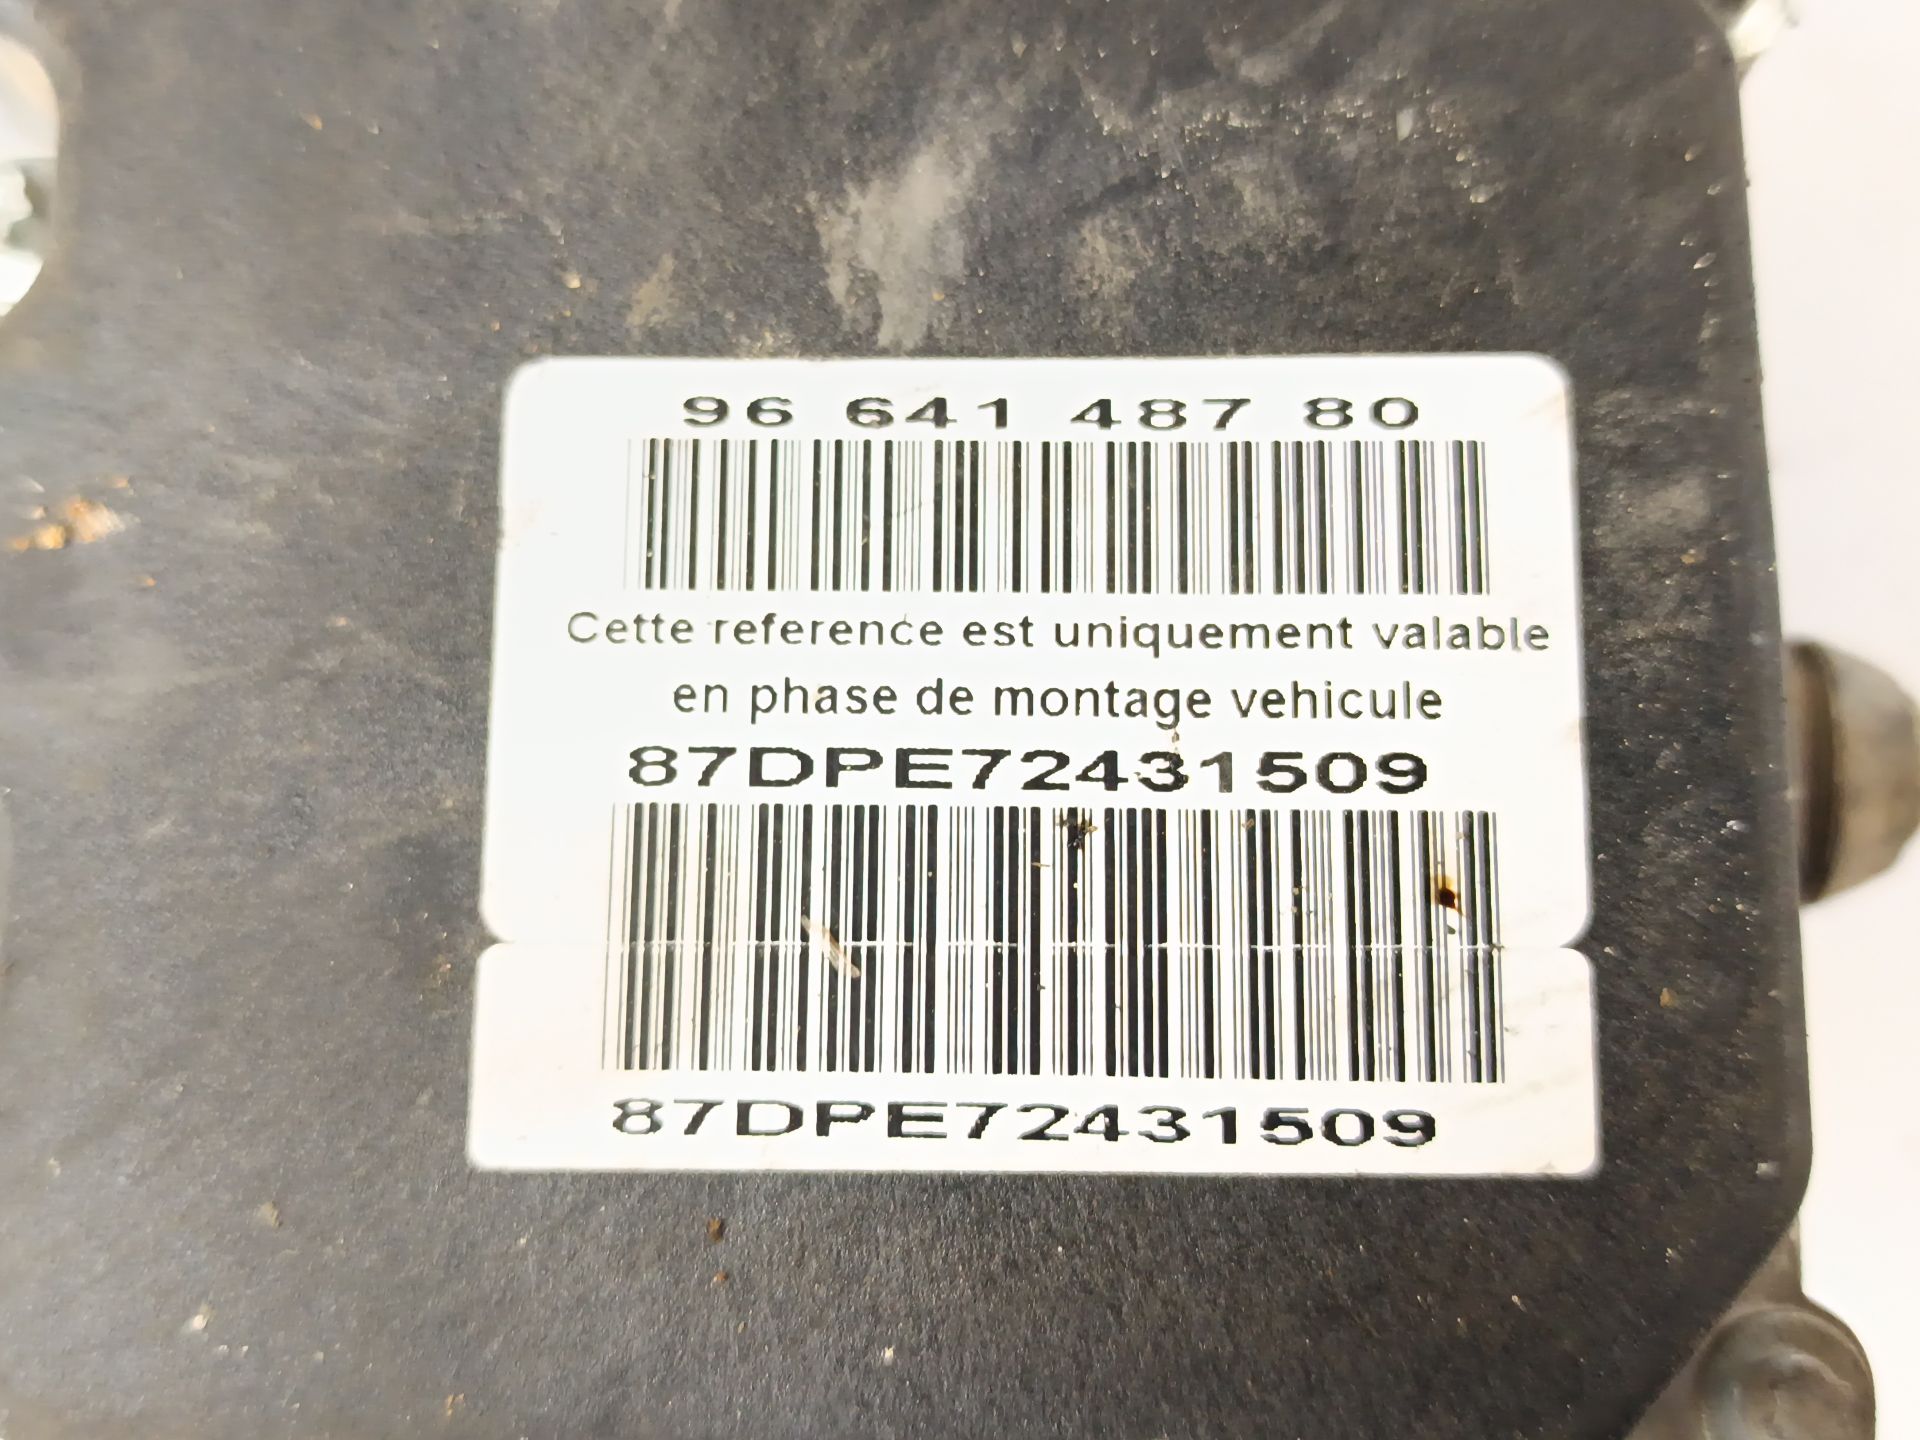 96 641 487 80
Cette reference est uniquement valable
en phase de montage vehicule
87DPE72431509
87DPE72431509